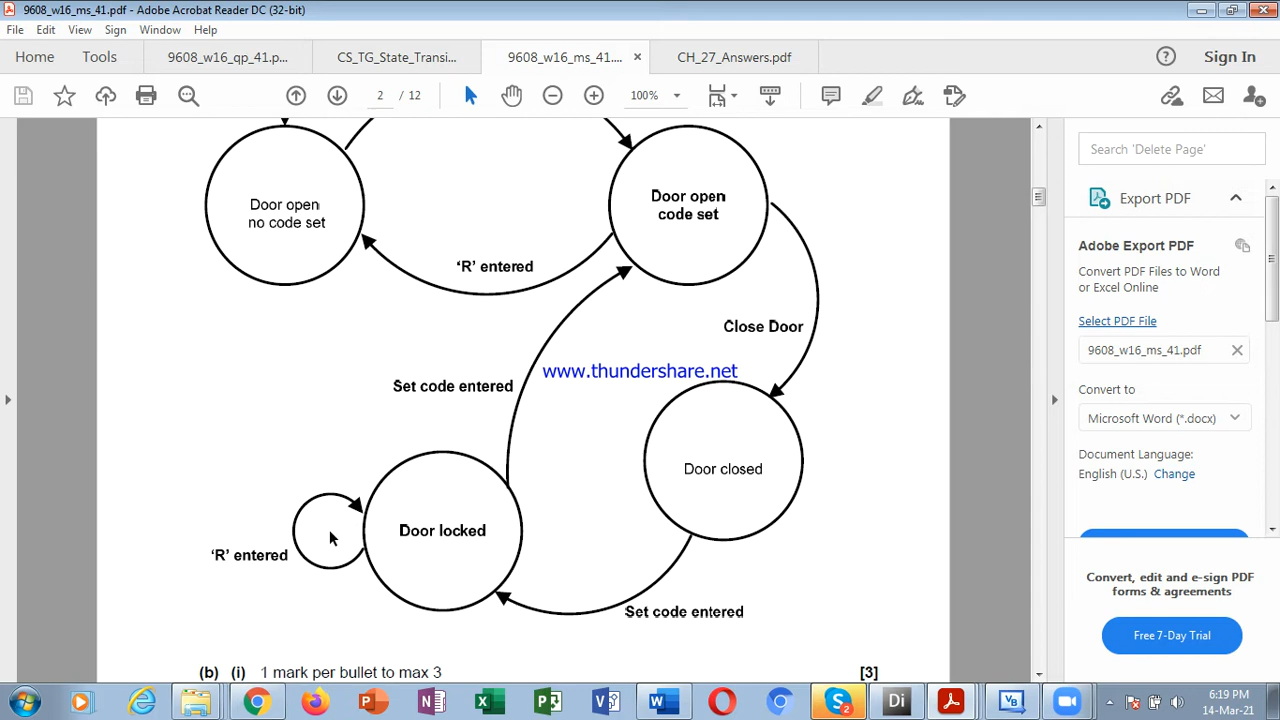 9608_w16_ms_41.pdf - Adobe Acrobat Reader DC (32-bit)
File Edit View Sign Window Help
Home Tools 9608_w16_qp_41.p... CS_TG_State_Transi... 9608_w16_ms_41.... × CH_27_Answers.pdf Sign In
2 / 12 100%
Search 'Delete Page'
Export PDF
Adobe Export PDF
Convert PDF Files to Word
or Excel Online
Select PDF File
9608_w16_ms_41.pdf
Convert to
Microsoft Word (*.docx)
Document Language:
English (U.S.) Change
Convert, edit and e-sign PDF
forms & agreements
Free 7-Day Trial
Door open
no code set
Door open
code set
'R' entered
Close Door
www.thundershare.net
Set code entered
Door closed
Door locked
'R' entered
Set code entered
(b) (i) 1 mark per bullet to max 3 [3]
2
Di
6:19 PM
14-Mar-21